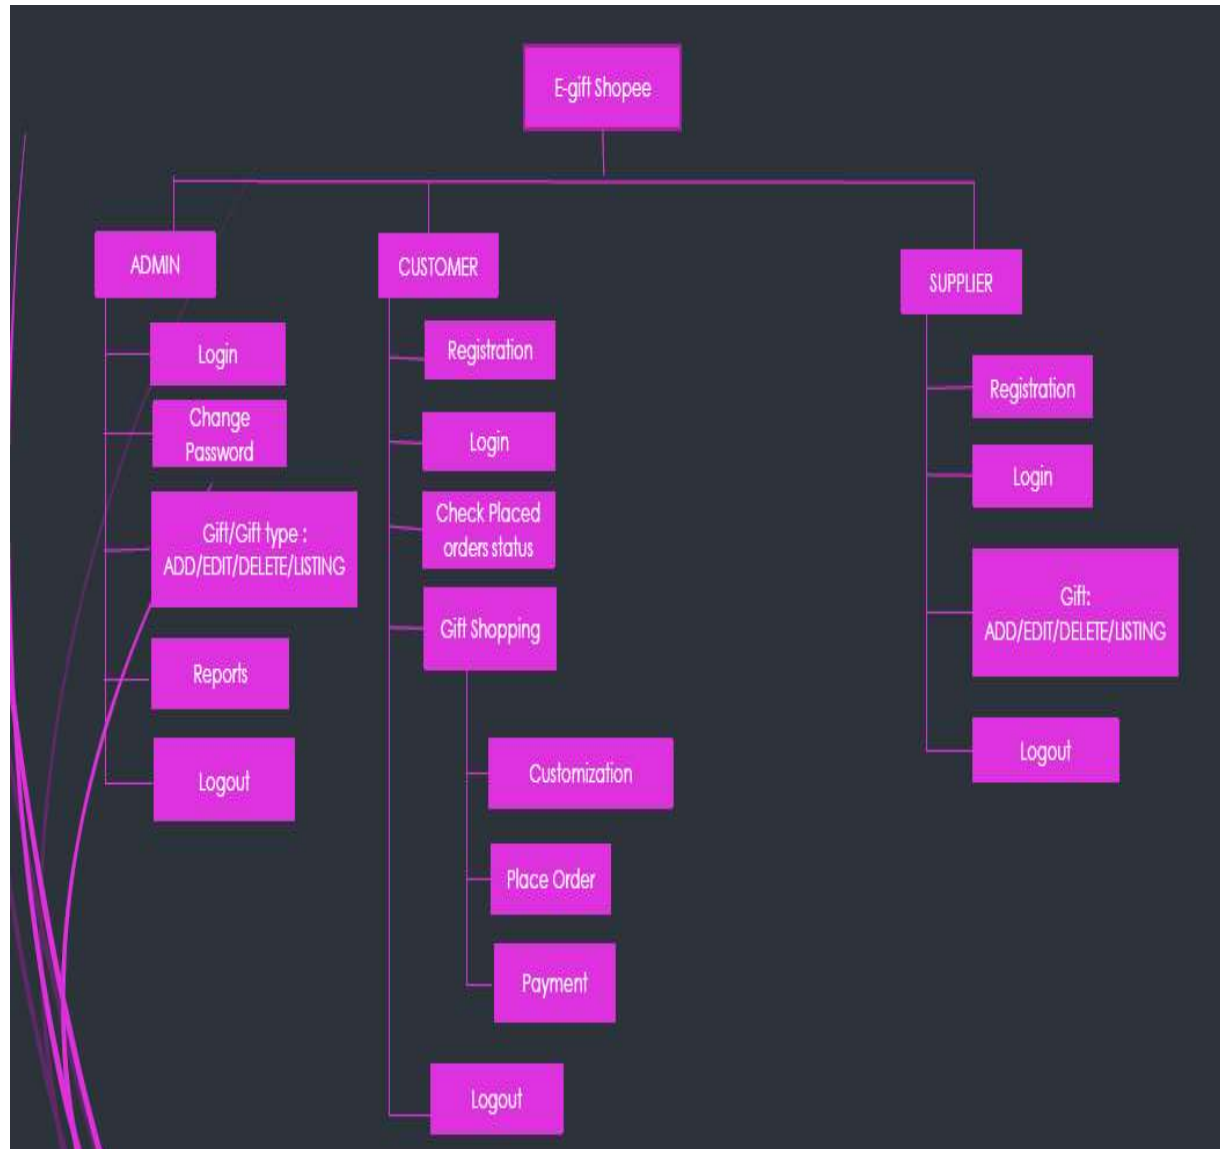 E-gift Shopee
ADMIN
Login
Change
Password
Gift/Gift type :
ADD/EDIT/DELETE/LISTING
Reports
Logout
CUSTOMER
Registration
Login
Check Placed
orders status
Gift Shopping
Customization
Place Order
Payment
Logout
SUPPLIER
Registration
Login
Gift:
ADD/EDIT/DELETE/LISTING
Logout